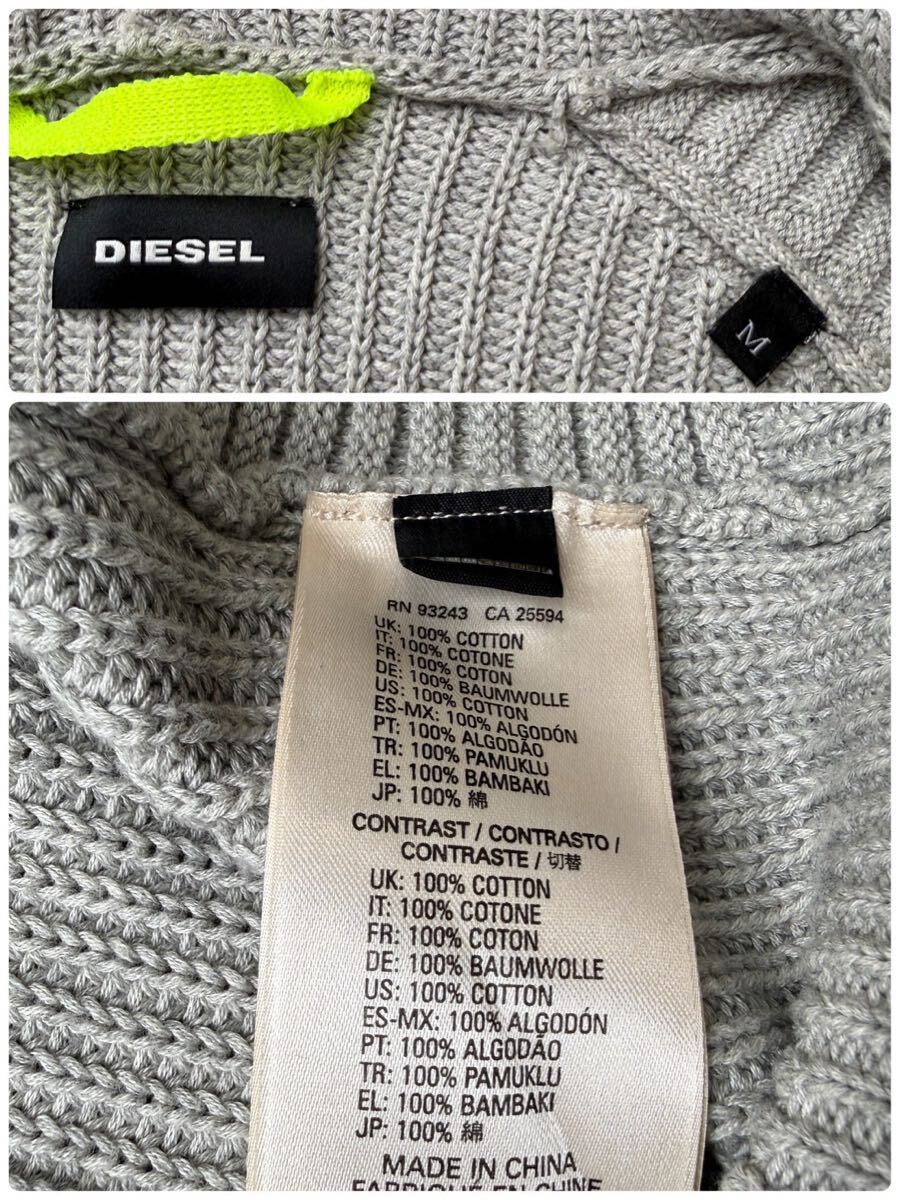 DIESEL
M
RN 93243 CA 25594
UK: 100% COTTON
IT: 100% COTONE
FR: 100% COTON
DE: 100% BAUMWOLLE
US: 100% COTTON
ES-MX: 100% ALGODÓN
PT: 100% ALGODÃO
TR: 100% PAMUKLU
EL: 100% BAMBAKI
JP: 100% 綿
CONTRAST / CONTRASTO /
CONTRASTE / 切替
UK: 100% COTTON
IT: 100% COTONE
FR: 100% COTON
DE: 100% BAUMWOLLE
US: 100% COTTON
ES-MX: 100% ALGODÓN
PT: 100% ALGODÃO
TR: 100% PAMUKLU
EL: 100% BAMBAKI
JP: 100% 綿
MADE IN CHINA
FABRIQUÉ EN CHINE